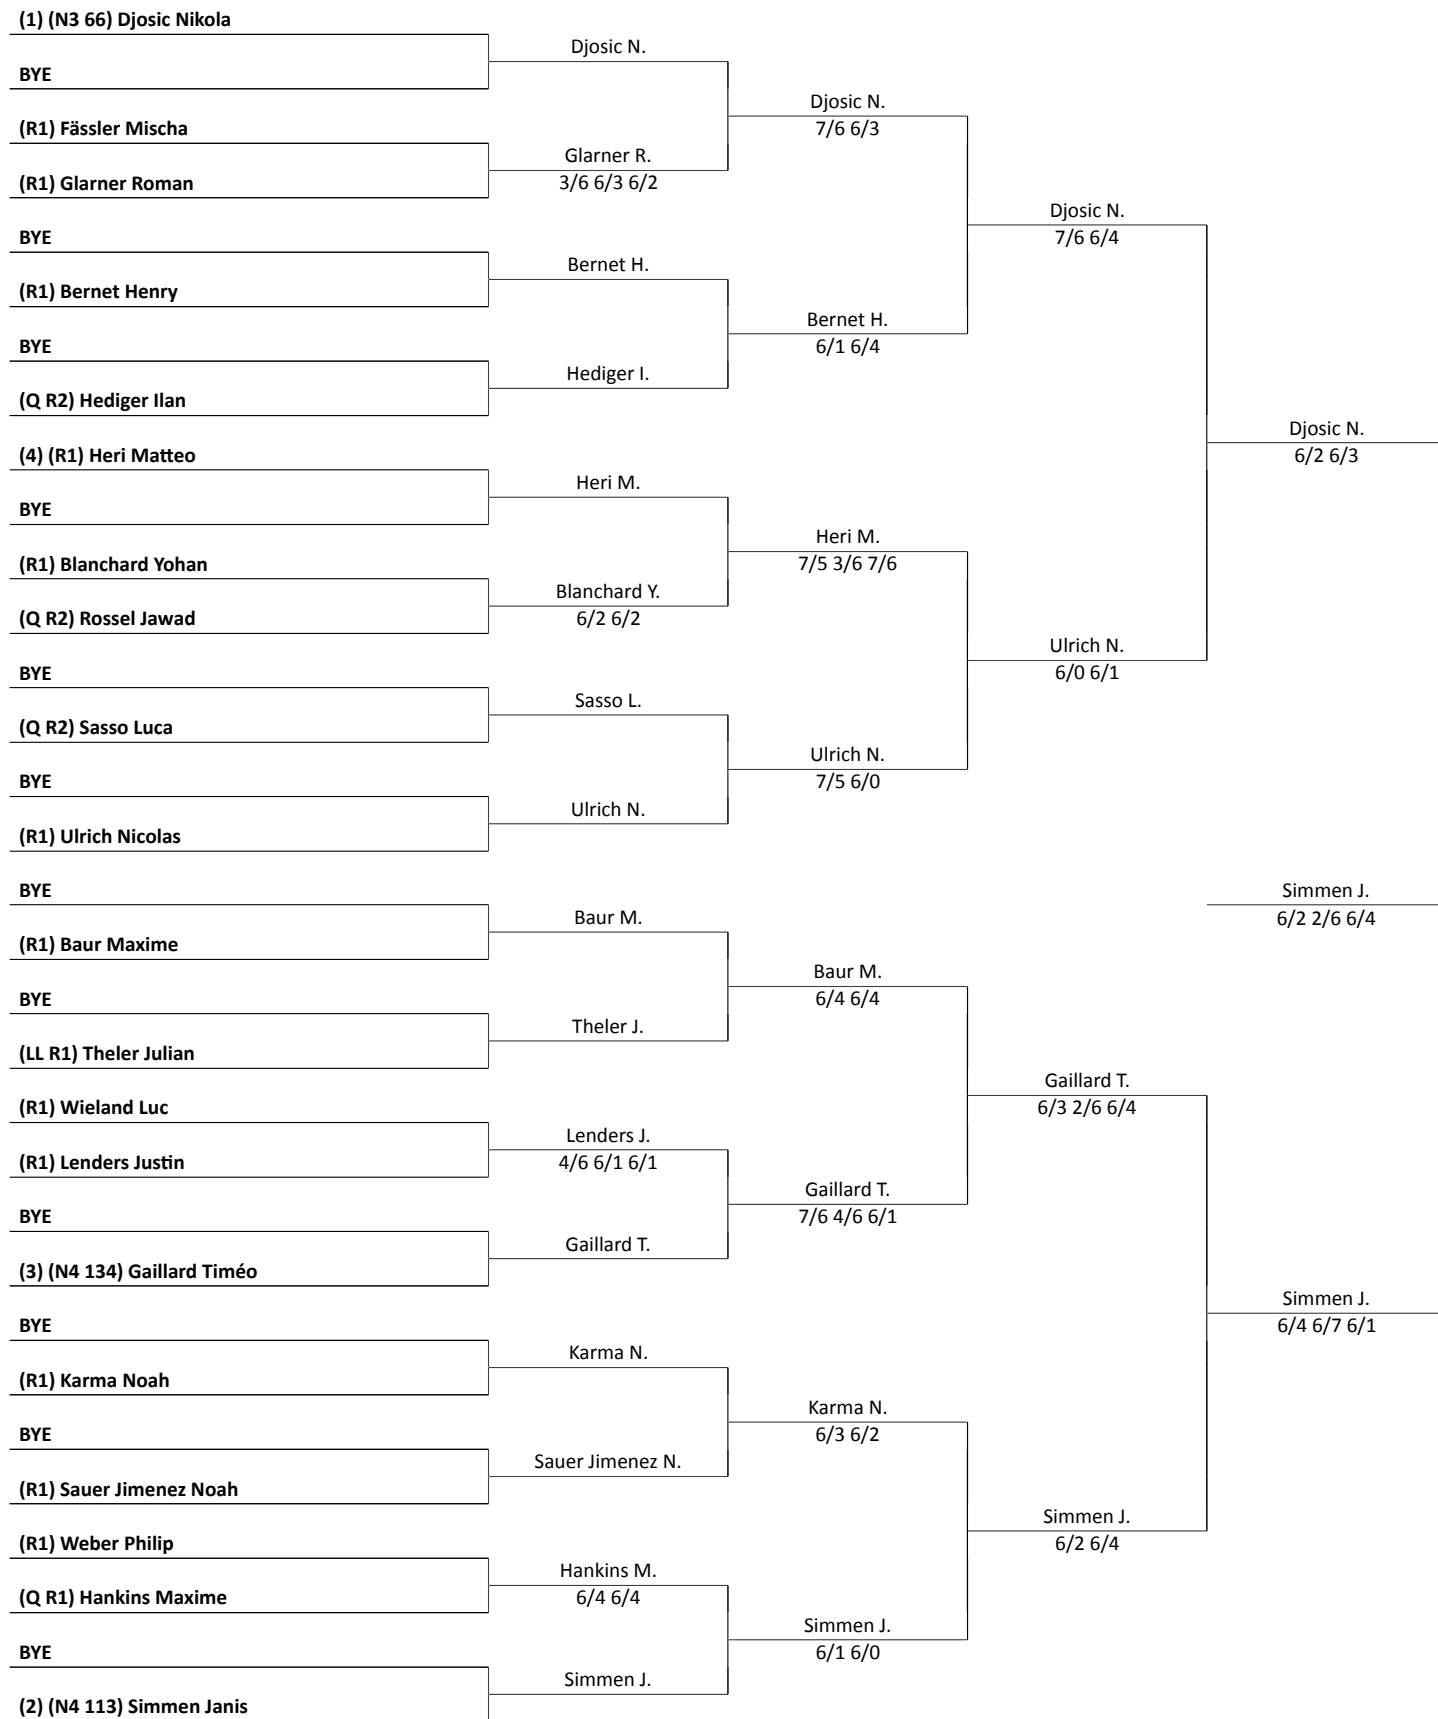 (1) (N3 66) Djosic Nikola
Djosic N.
BYE
Djosic N.
7/6 6/3
(R1) Fässler Mischa
Glarner R.
3/6 6/3 6/2
(R1) Glarner Roman
Djosic N.
7/6 6/4
BYE
Bernet H.
(R1) Bernet Henry
Bernet H.
6/1 6/4
BYE
Hediger I.
(Q R2) Hediger Ilan
Djosic N.
6/2 6/3
(4) (R1) Heri Matteo
Heri M.
BYE
Heri M.
7/5 3/6 7/6
(R1) Blanchard Yohan
Blanchard Y.
6/2 6/2
(Q R2) Rossel Jawad
Ulrich N.
6/0 6/1
BYE
Sasso L.
(Q R2) Sasso Luca
Ulrich N.
7/5 6/0
BYE
Ulrich N.
(R1) Ulrich Nicolas
BYE
Simmen J.
6/2 2/6 6/4
Baur M.
(R1) Baur Maxime
Baur M.
6/4 6/4
BYE
Theler J.
(LL R1) Theler Julian
Gaillard T.
6/3 2/6 6/4
(R1) Wieland Luc
Lenders J.
4/6 6/1 6/1
(R1) Lenders Justin
Gaillard T.
7/6 4/6 6/1
BYE
Gaillard T.
(3) (N4 134) Gaillard Timéo
Simmen J.
6/4 6/7 6/1
BYE
Karma N.
(R1) Karma Noah
Karma N.
6/3 6/2
BYE
Sauer Jimenez N.
(R1) Sauer Jimenez Noah
Simmen J.
6/2 6/4
(R1) Weber Philip
Hankins M.
6/4 6/4
(Q R1) Hankins Maxime
Simmen J.
6/1 6/0
BYE
Simmen J.
(2) (N4 113) Simmen Janis